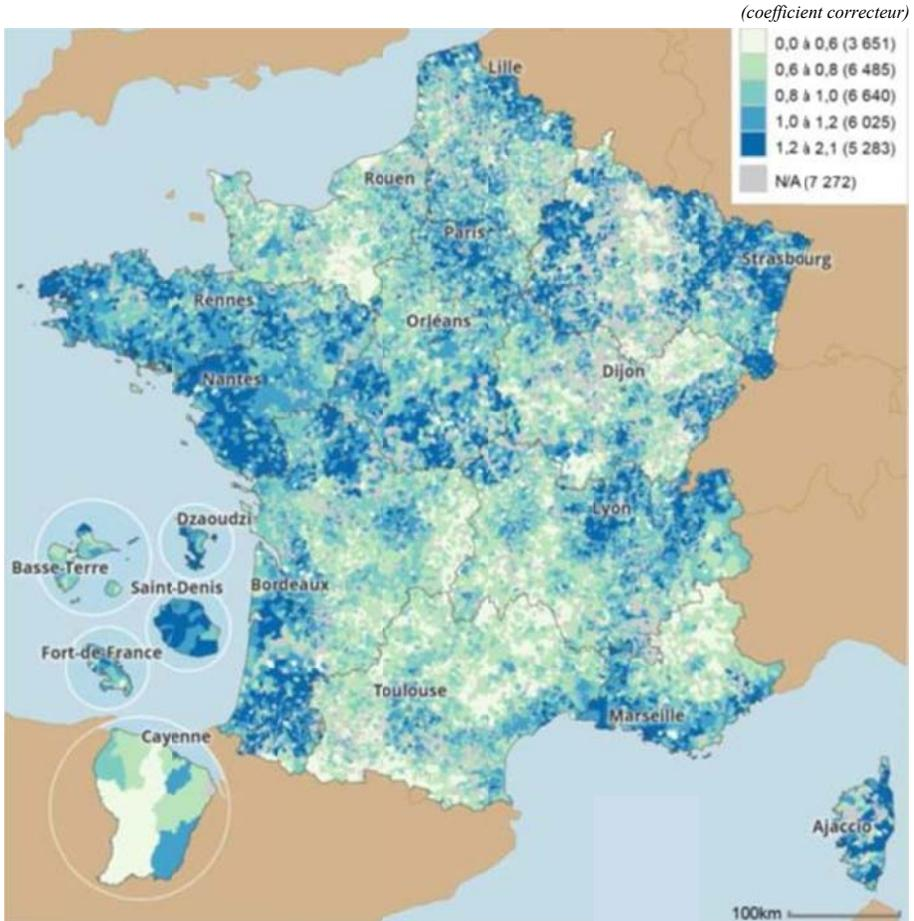 (coefficient correcteur)
0,0 à 0,6 (3 651)
0,6 à 0,8 (6 485)
0,8 à 1,0 (6 640)
1,0 à 1,2 (6 025)
1,2 à 2,1 (5 283)
N/A (7 272)
Lille
Rouen
Paris
Strasbourg
Rennes
Orléans
Dijon
Nantes
Lyon
Dzaoudzi
Basse-Terre
Saint-Denis
Bordeaux
Fort-de-France
Toulouse
Marseille
Cayenne
Ajaccio
100km